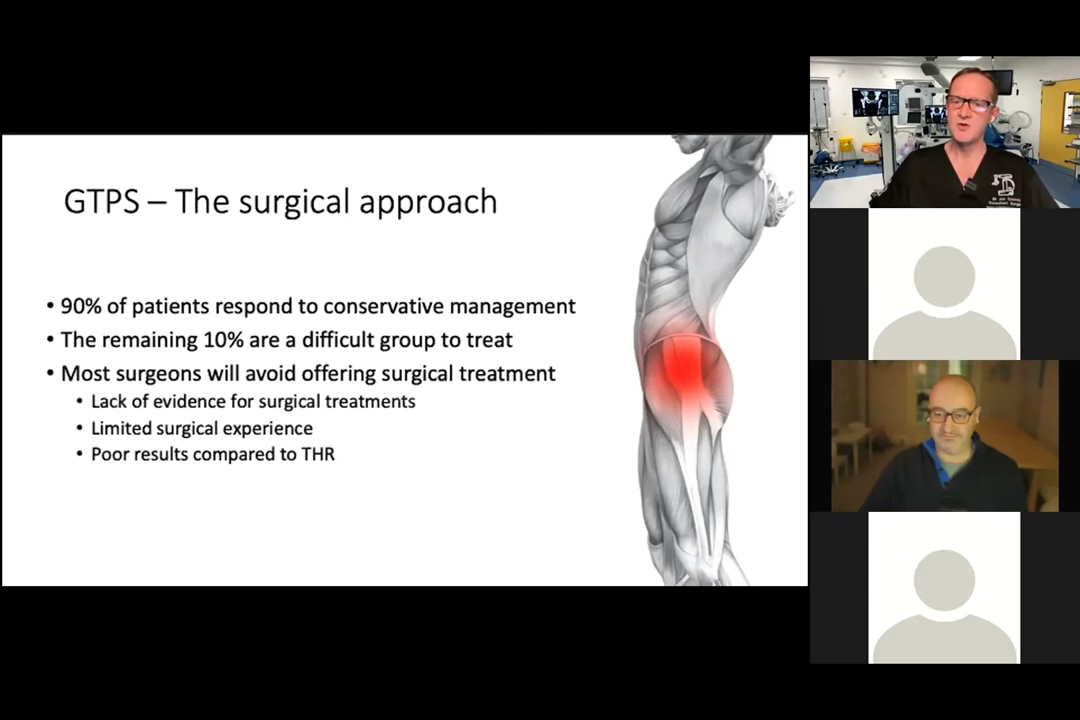 GTPS – The surgical approach
• 90% of patients respond to conservative management
• The remaining 10% are a difficult group to treat
• Most surgeons will avoid offering surgical treatment
• Lack of evidence for surgical treatments
• Limited surgical experience
• Poor results compared to THR